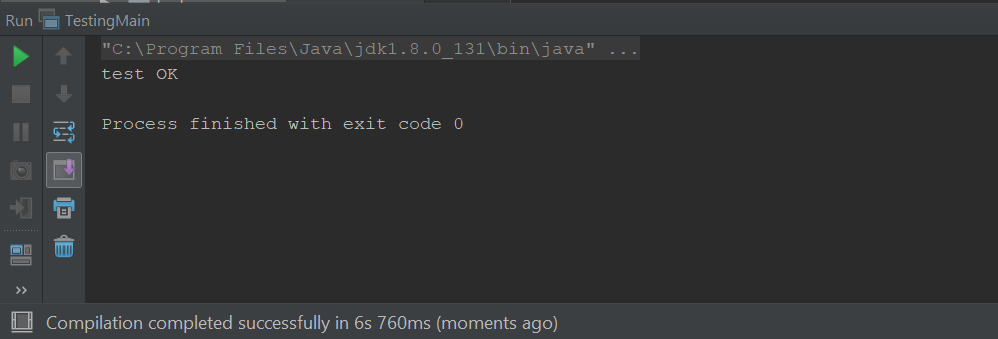 Run TestingMain
"C:\Program Files\Java\jdk1.8.0_131\bin\java" ...
test OK
Process finished with exit code 0
Compilation completed successfully in 6s 760ms (moments ago)